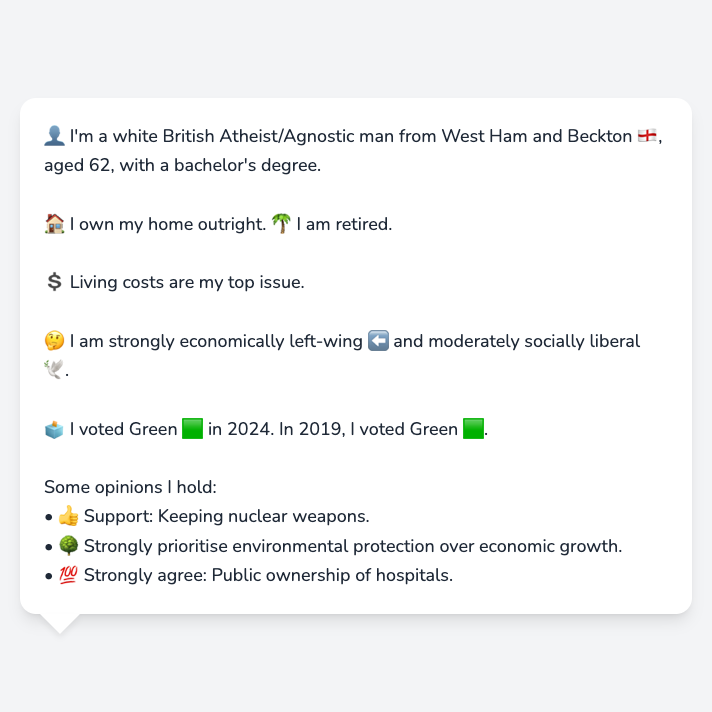 👤 I'm a white British Atheist/Agnostic man from West Ham and Beckton 🏴󠁧󠁢󠁥󠁮󠁧󠁿,
aged 62, with a bachelor's degree.
🏠 I own my home outright. 🌴 I am retired.
💲 Living costs are my top issue.
🤔 I am strongly economically left-wing ⬅️ and moderately socially liberal
🕊️.
🗳️ I voted Green 🟩 in 2024. In 2019, I voted Green 🟩.
Some opinions I hold:
• 👍 Support: Keeping nuclear weapons.
• 🌳 Strongly prioritise environmental protection over economic growth.
• 💯 Strongly agree: Public ownership of hospitals.